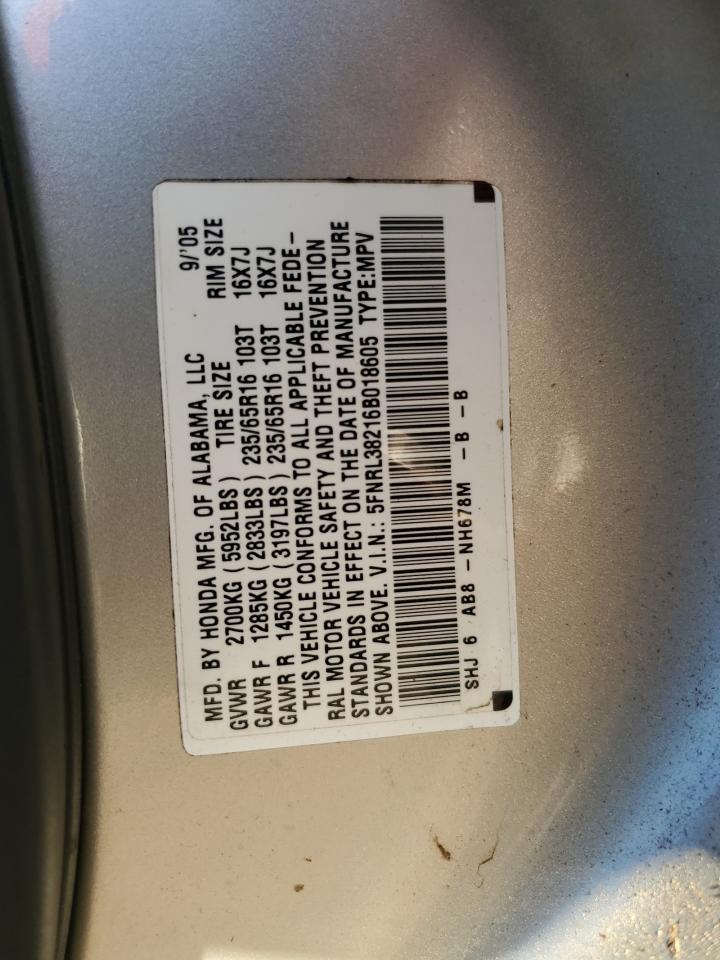 MFD. BY HONDA MFG. OF ALABAMA, LLC 9/'05
GVWR 2700KG (5952LBS) TIRE SIZE RIM SIZE
GAWR F 1285KG (2833LBS) 235/65R16 103T 16X7J
GAWR R 1450KG (3197LBS) 235/65R16 103T 16X7J
THIS VEHICLE CONFORMS TO ALL APPLICABLE FEDE-
RAL MOTOR VEHICLE SAFETY AND THEFT PREVENTION
STANDARDS IN EFFECT ON THE DATE OF MANUFACTURE
SHOWN ABOVE. V.I.N.: 5FNRL38216B018605 TYPE:MPV
SHJ 6 AB8 -NH678M -B -B